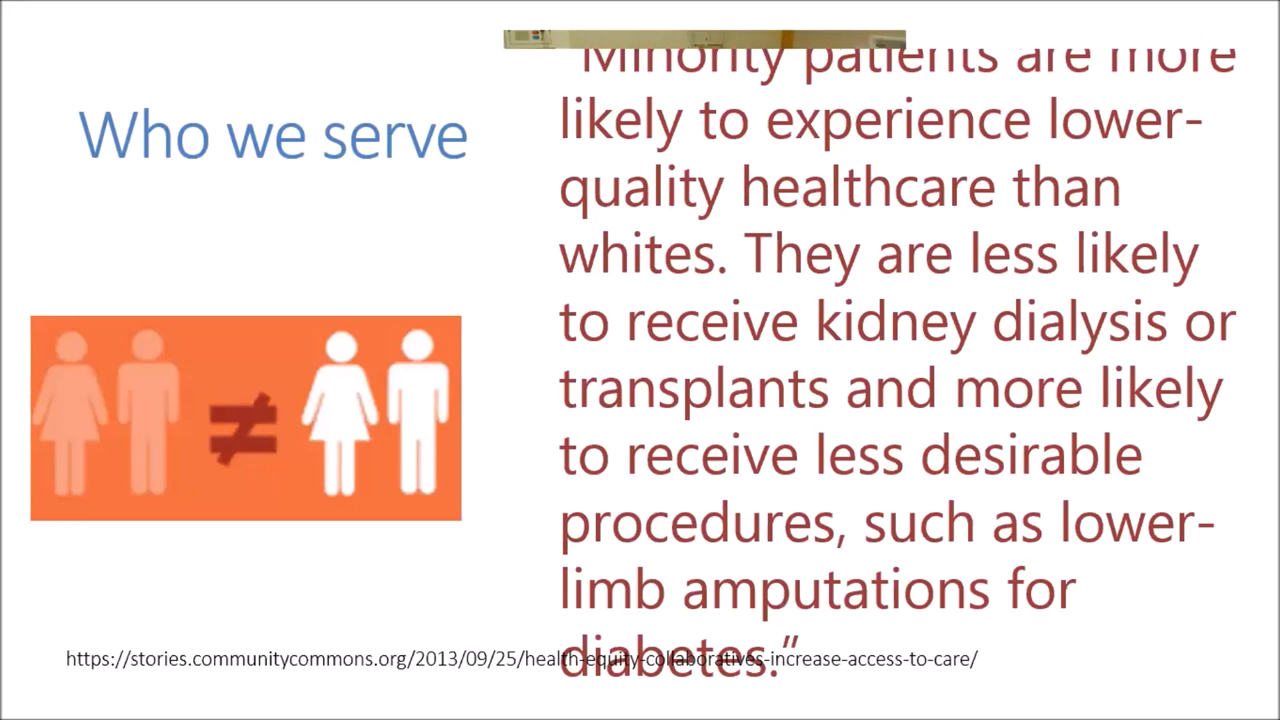 Who we serve
Minority patients are more
likely to experience lower-
quality healthcare than
whites. They are less likely
to receive kidney dialysis or
transplants and more likely
to receive less desirable
procedures, such as lower-
limb amputations for
diabetes.”
https://stories.communitycommons.org/2013/09/25/health-equity-collaboratives-increase-access-to-care/